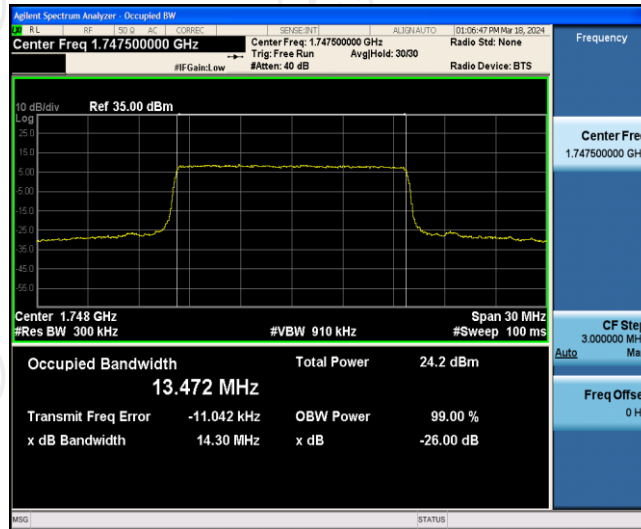 Agilent Spectrum Analyzer - Occupied BW
RL RF 50 Ω AC CORREC SENSE:INT ALIGNAUTO 01:06:47 PM Mar 18, 2024
Center Freq 1.747500000 GHz
Center Freq: 1.747500000 GHz
Radio Std: None
Trig: Free Run Avg|Hold: 30/30
#IFGain:Low #Atten: 40 dB
Radio Device: BTS
10 dB/div Ref 35.00 dBm
Log
25.0
15.0
5.00
-5.00
-15.0
-25.0
-35.0
-45.0
-55.0
Center 1.748 GHz Span 30 MHz
#Res BW 300 kHz #VBW 910 kHz #Sweep 100 ms
Occupied Bandwidth Total Power 24.2 dBm
13.472 MHz
Transmit Freq Error -11.042 kHz OBW Power 99.00 %
x dB Bandwidth 14.30 MHz x dB -26.00 dB
MSG STATUS
Frequency
Center Fre
1.747500000 GH
CF Ste
3.000000 MH
Auto Ma
Freq Offse
0 H